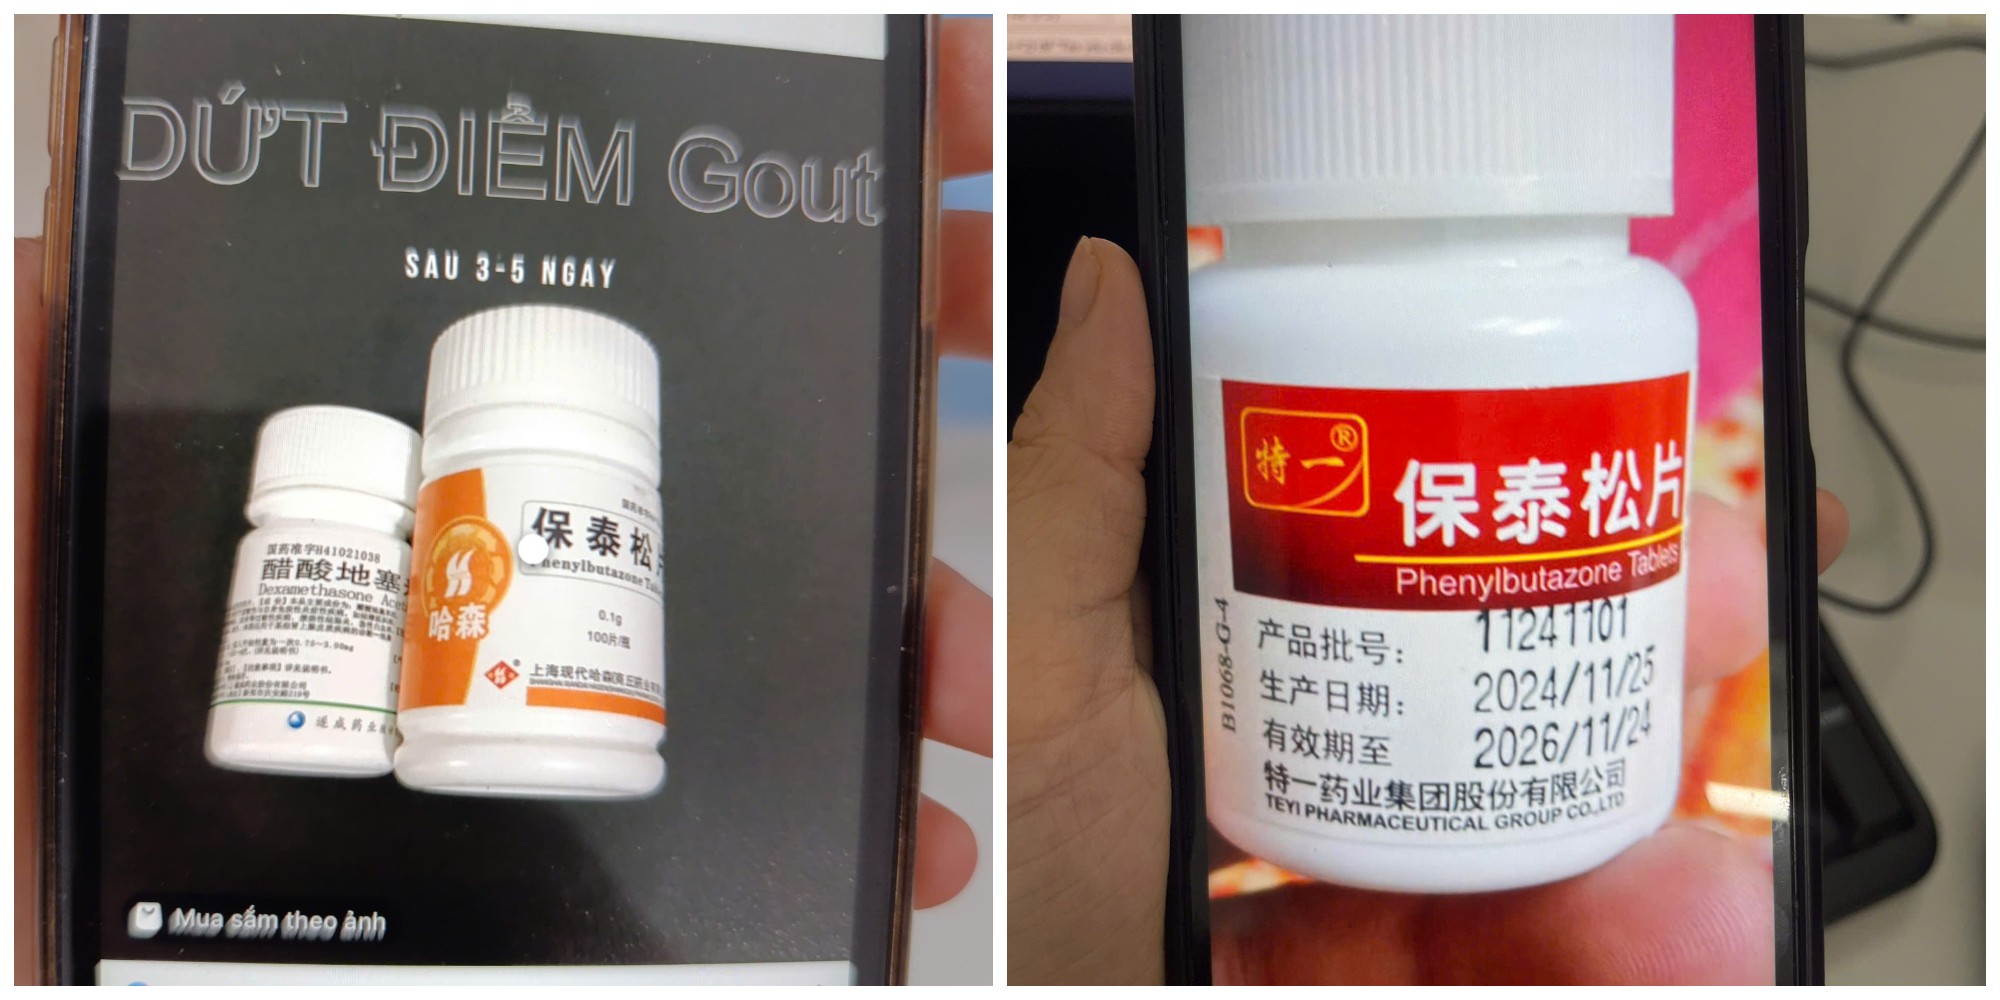 DỨT ĐIỂM Gout
SAU 3-5 NGÀY
国药准字H41021038
醋酸地塞
Dexamethasone Acet
保泰松片
Phenylbutazone Tab
0.1g
100片/瓶
哈森
上海现代哈森(商丘)药业有
遂成药业
Mua sắm theo ảnh
特一®
保泰松片
Phenylbutazone Tablets
产品批号: 11241101
生产日期: 2024/11/25
有效期至 2026/11/24
特一药业集团股份有限公司
TEYI PHARMACEUTICAL GROUP CO.,LTD
B1068-G-4